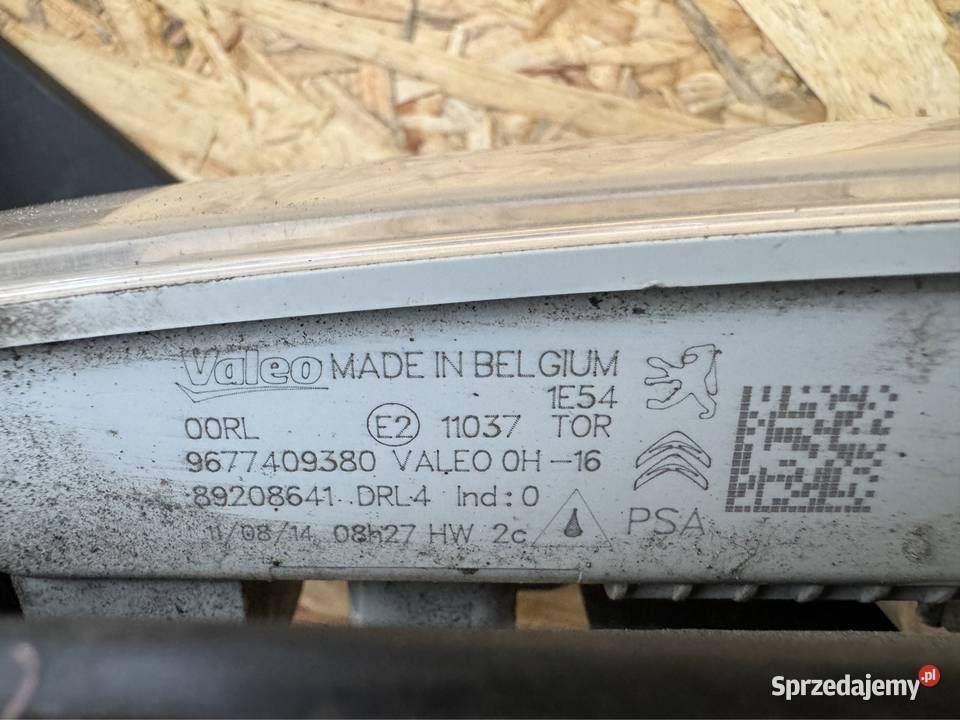 Valeo MADE IN BELGIUM
1E54
00RL E2 11037 TOR
9677409380 VALEO 0H-16
89208641 DRL4 Ind:0
11/08/14 08h27 HW 2c PSA
Sprzedajemy.pl